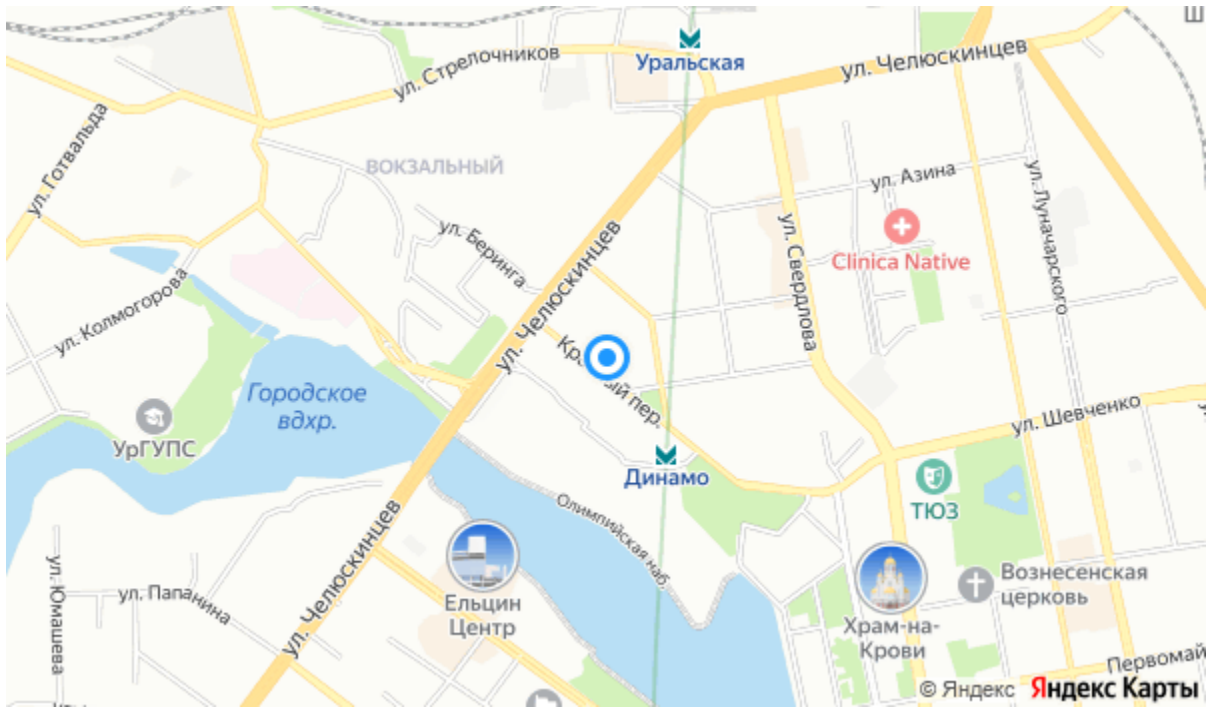 Ш
Уральская
ул. Челюскинцев
ул. Стрелочников
ул. Готвальда
ВОКЗАЛЬНЫЙ
ул. Азина
ул. Луначарского
ул. Беринга
ул. Челюскинцев
ул. Свердлова
Clinica Native
ул. Колмогорова
Городское
вдхр.
УрГУПС
пер.
ул. Шевченко
Динамо
ТЮЗ
Олимпийская наб.
ул. Юмашева
ул. Папанина
ул. Челюскинцев
Ельцин
Центр
Вознесенская
церковь
Храм-на-
Крови
Первомай
© Яндекс Яндекс Карты